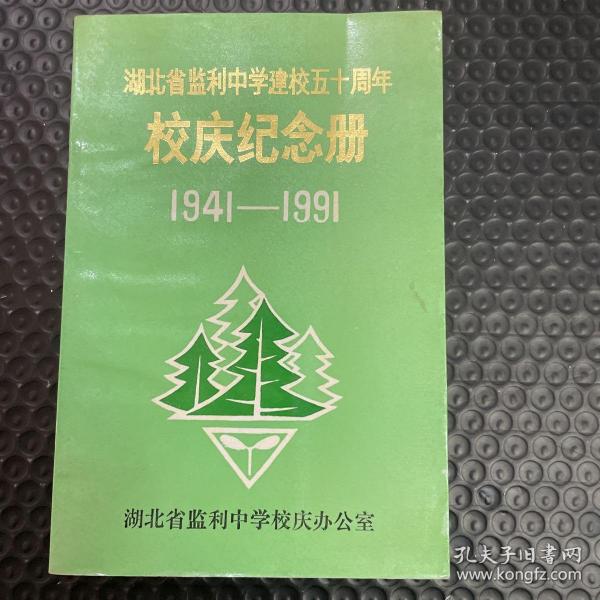 湖北省监利中学建校五十周年
校庆纪念册
1941—1991
湖北省监利中学校庆办公室
孔夫子旧书网
www.kongfz.com